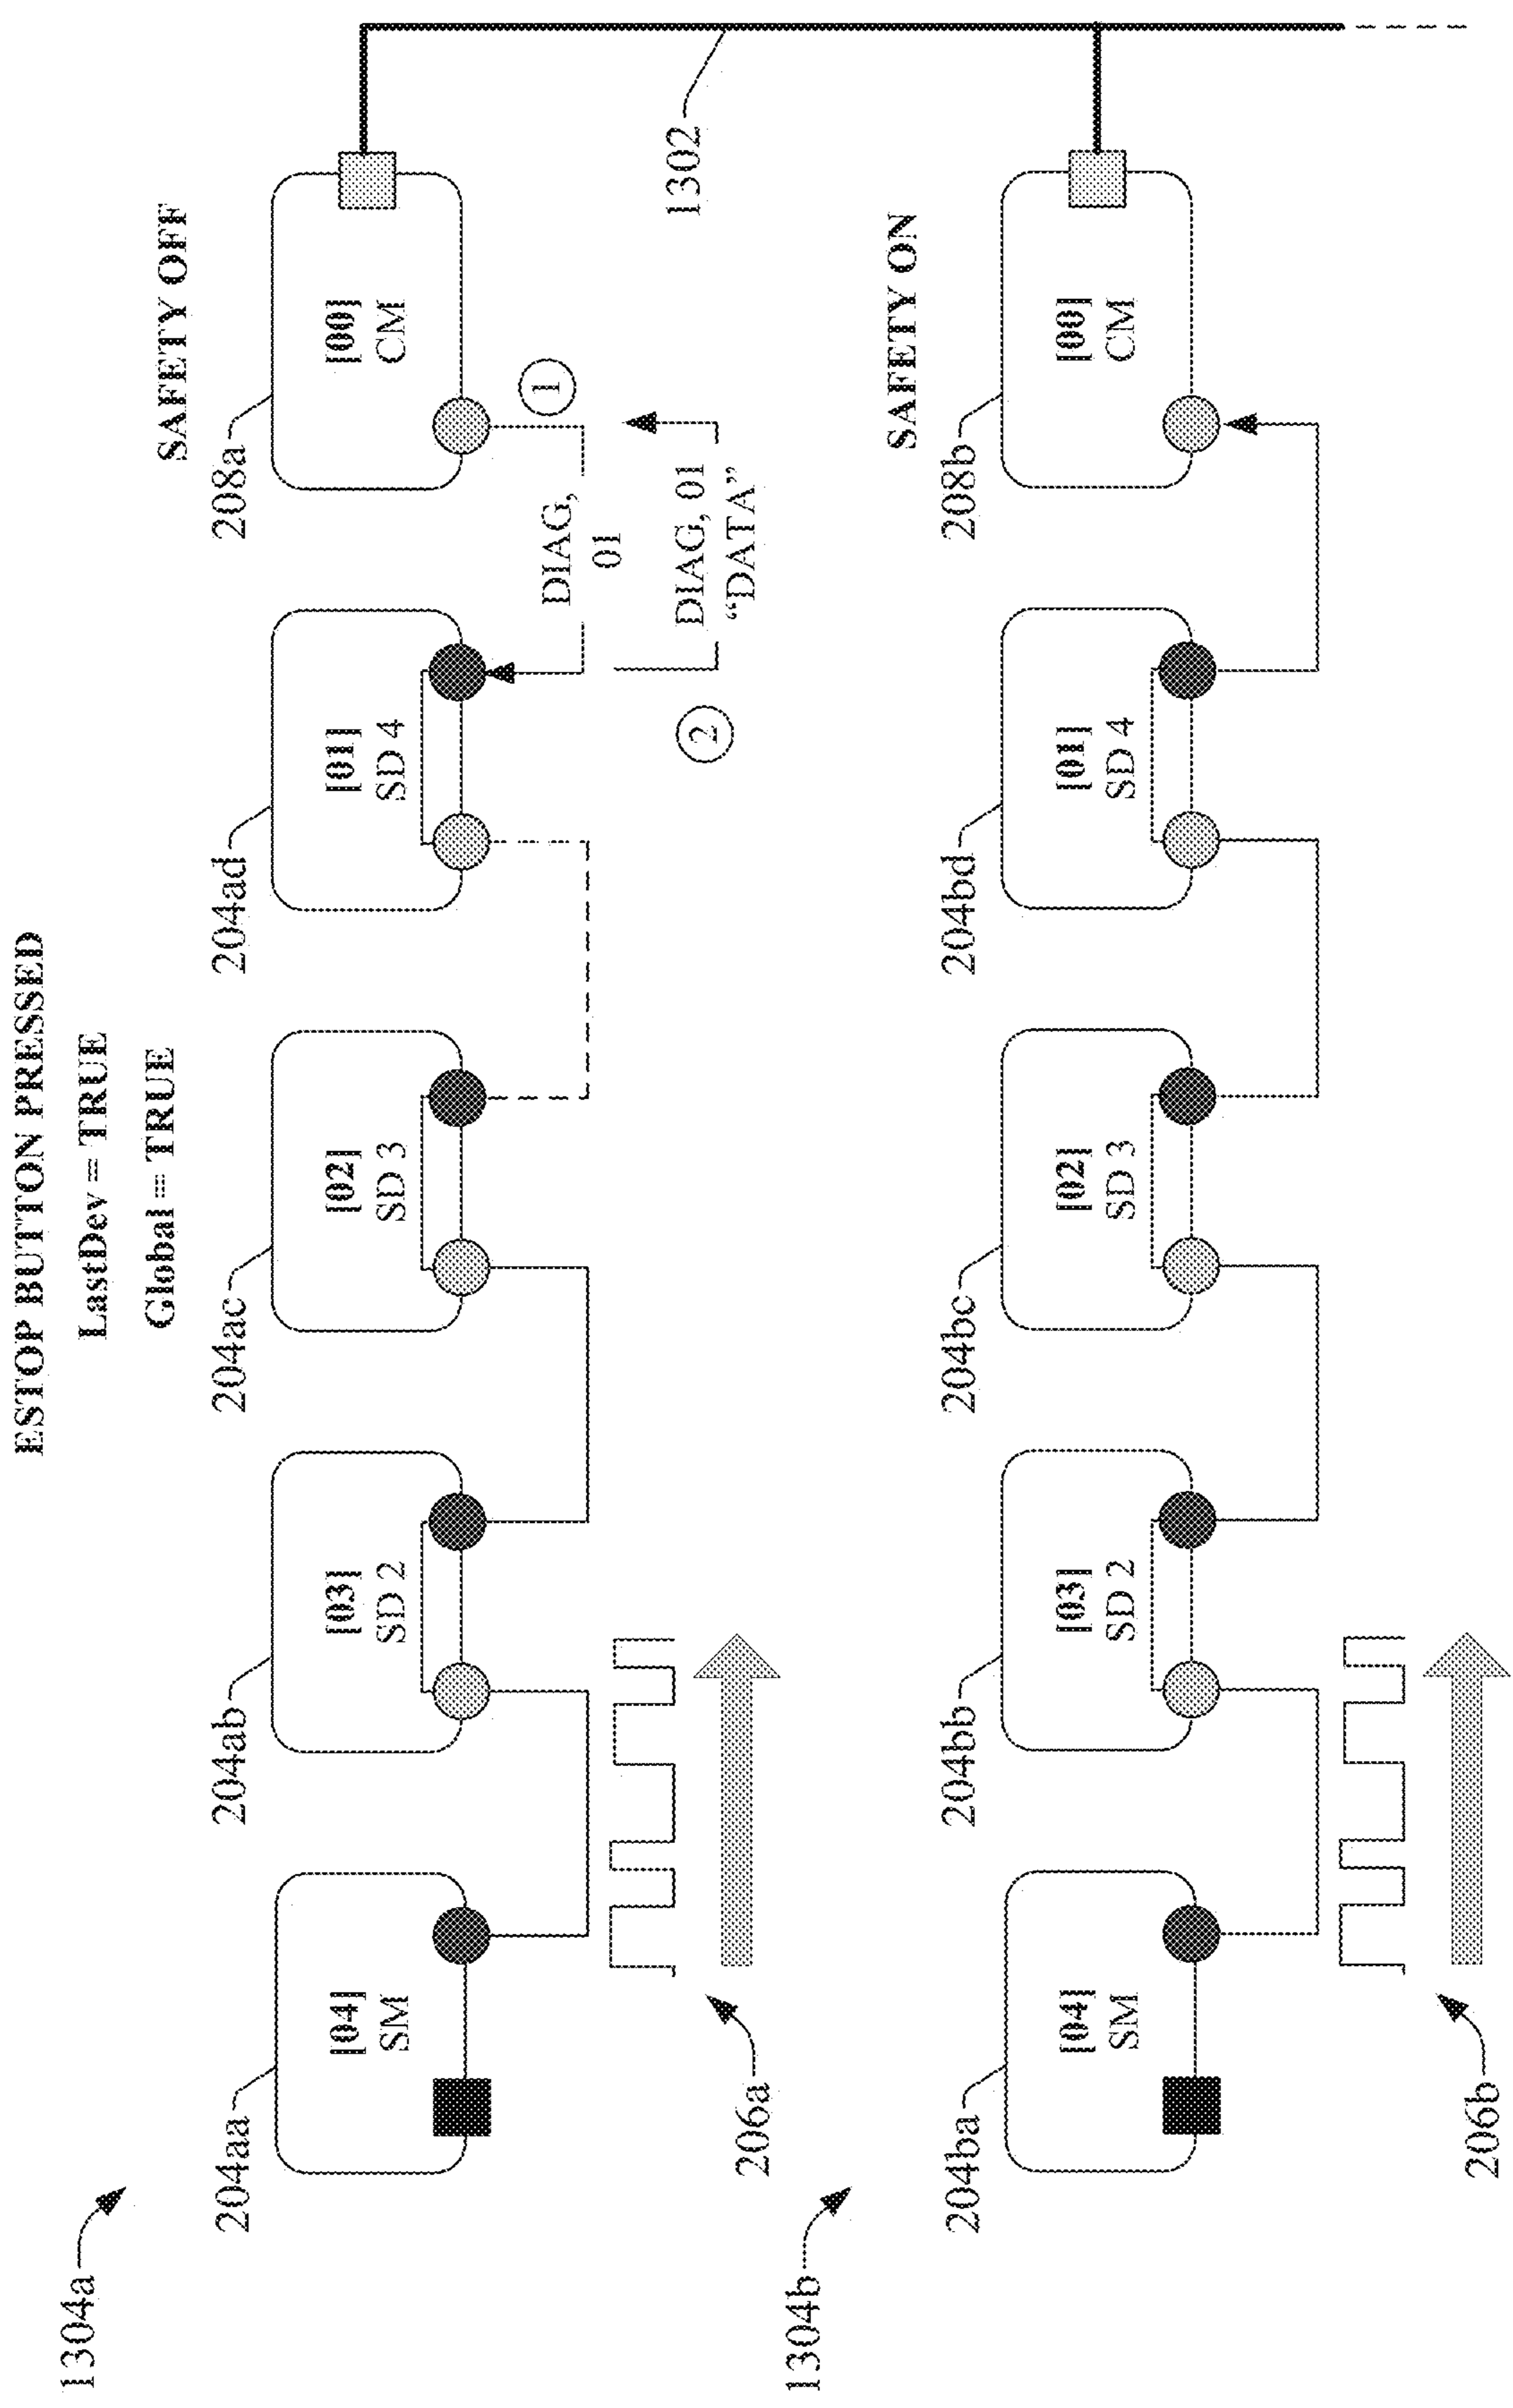 ESTOP BUTTON PRESSED
LastDev = TRUE
Global = TRUE
1304a
SAFETY OFF
204aa
204ab
204ac
204ad
208a
[04]
SM
[03]
SD 2
[02]
SD 3
[01]
SD 4
[00]
CM
1
DIAG,
01
2
DIAG, 01
“DATA”
206a
1302
1304b
SAFETY ON
204ba
204bb
204bc
204bd
208b
[04]
SM
[03]
SD 2
[02]
SD 3
[01]
SD 4
[00]
CM
206b